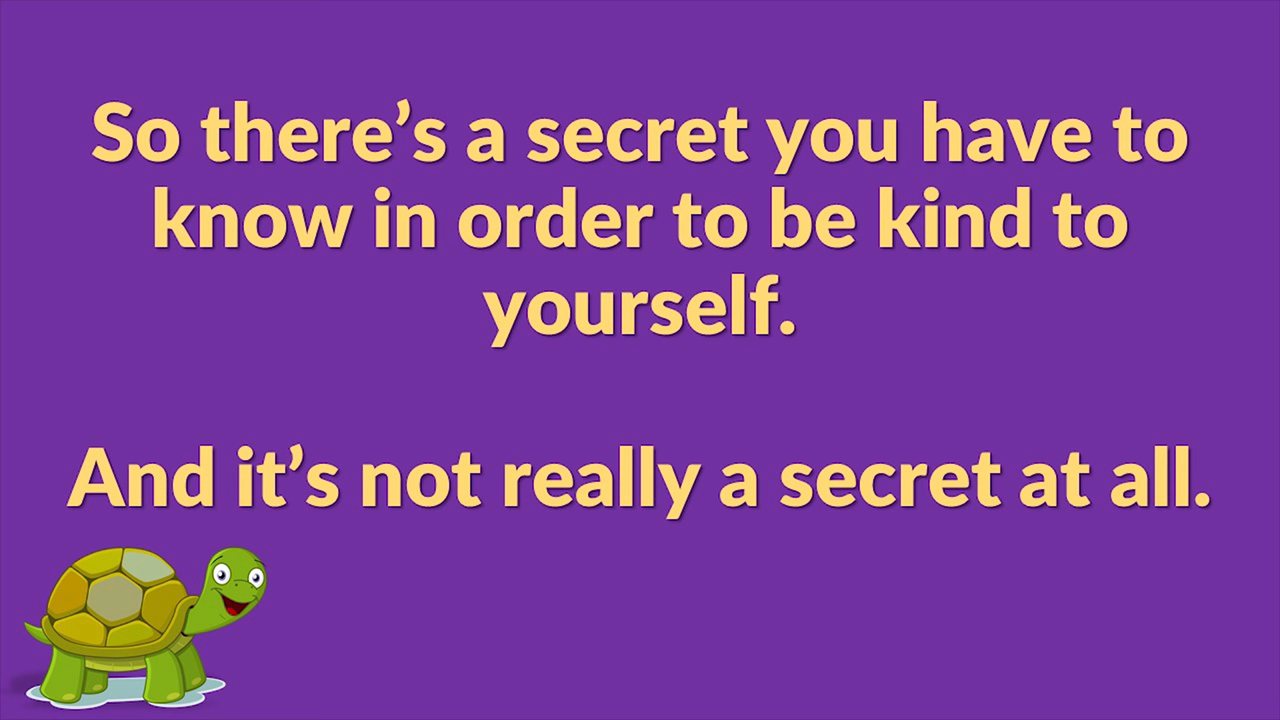 So there’s a secret you have to
know in order to be kind to
yourself.
And it’s not really a secret at all.